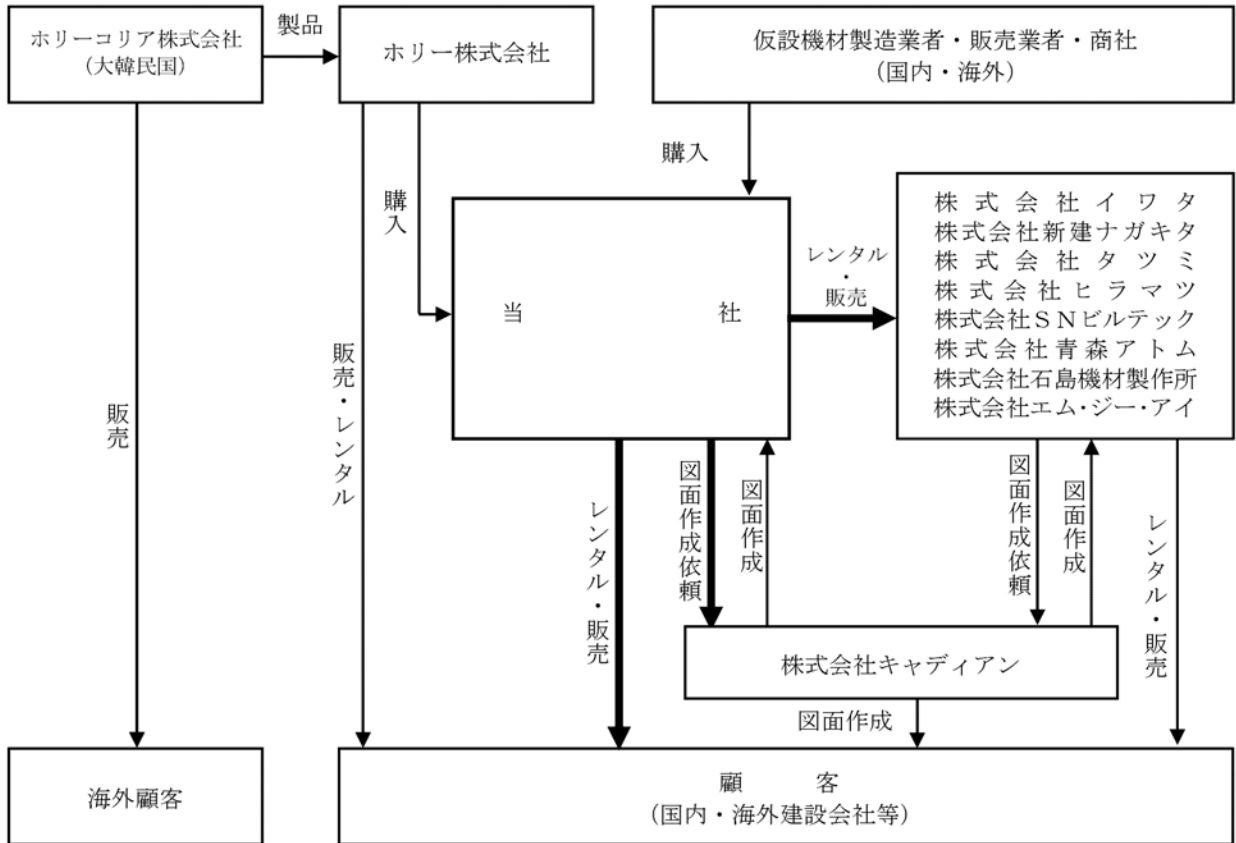 ホリーコリア株式会社
（大韓民国）
製品
ホリー株式会社
仮設機材製造業者・販売業者・商社
（国内・海外）
購入
購入
当社
レンタル
・
販売
株式会社イワタ
株式会社新建ナガキタ
株式会社タツミ
株式会社ヒラマツ
株式会社ＳＮビルテック
株式会社青森アトム
株式会社石島機材製作所
株式会社エム・ジー・アイ
販売
販売・レンタル
レンタル・販売
図面作成依頼
図面作成
図面作成依頼
図面作成
レンタル・販売
株式会社キャディアン
図面作成
海外顧客
顧客
（国内・海外建設会社等）